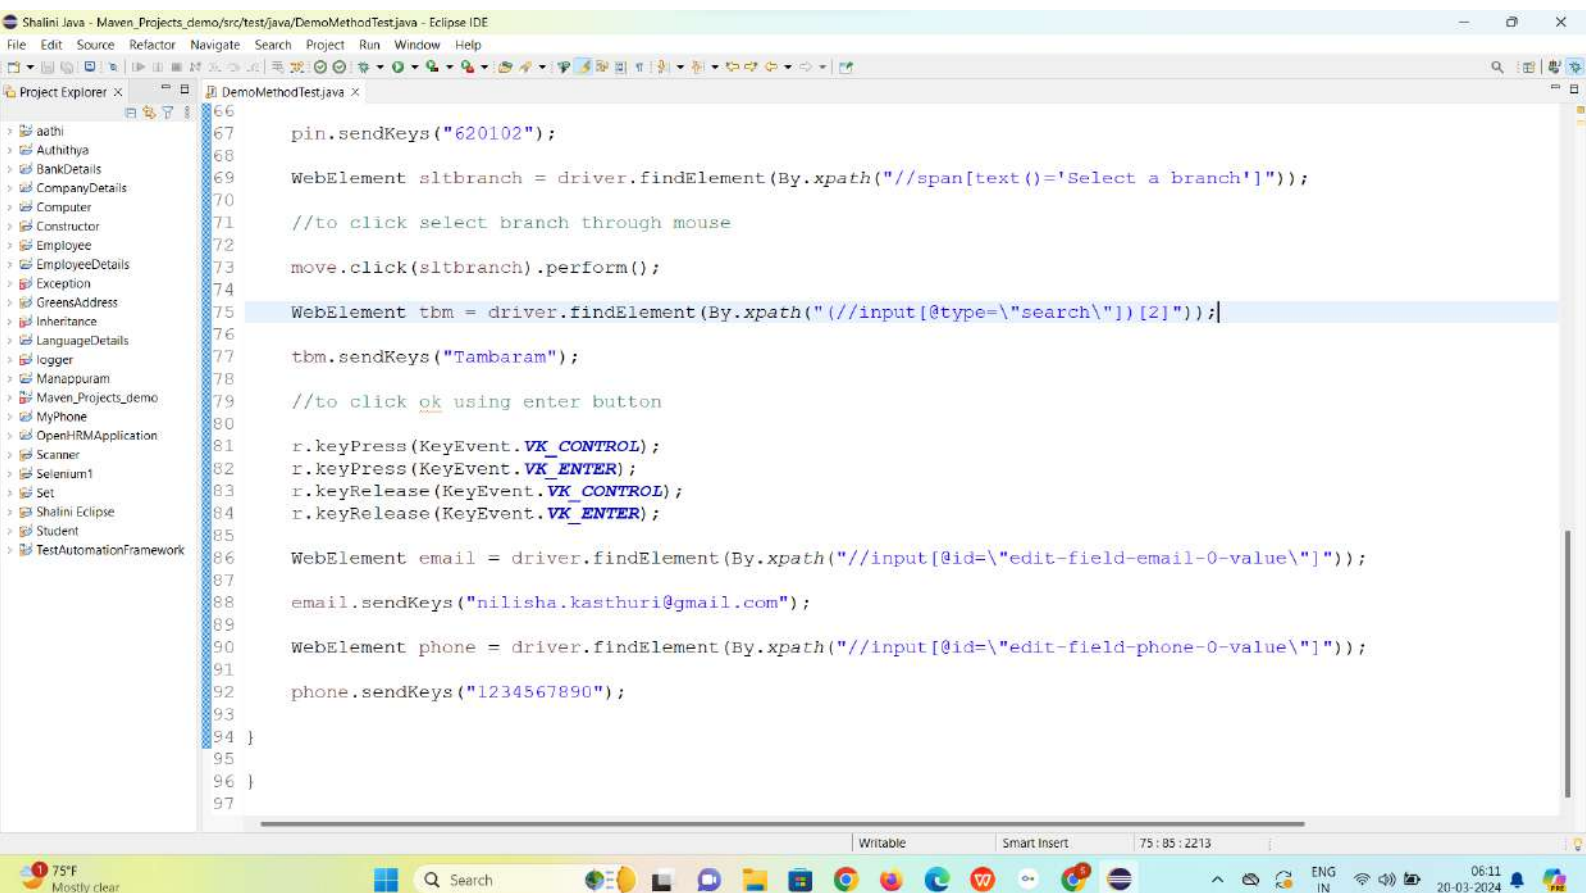 Shalini Java - Maven_Projects_demo/src/test/java/DemoMethodTest.java - Eclipse IDE
File Edit Source Refactor Navigate Search Project Run Window Help
Project Explorer
DemoMethodTest.java
aathi
Authithya
BankDetails
CompanyDetails
Computer
Constructor
Employee
EmployeeDetails
Exception
GreensAddress
Inheritance
LanguageDetails
logger
Manappuram
Maven_Projects_demo
MyPhone
OpenHRMApplication
Scanner
Selenium1
Set
Shalini Eclipse
Student
TestAutomationFramework
66
67 pin.sendKeys("620102");
68
69 WebElement sltbranch = driver.findElement(By.xpath("//span[text()='Select a branch']"));
70
71 //to click select branch through mouse
72
73 move.click(sltbranch).perform();
74
75 WebElement tbm = driver.findElement(By.xpath("(//input[@type=\"search\"])[2]"));
76
77 tbm.sendKeys("Tambaram");
78
79 //to click ok using enter button
80
81 r.keyPress(KeyEvent.VK_CONTROL);
82 r.keyPress(KeyEvent.VK_ENTER);
83 r.keyRelease(KeyEvent.VK_CONTROL);
84 r.keyRelease(KeyEvent.VK_ENTER);
85
86 WebElement email = driver.findElement(By.xpath("//input[@id=\"edit-field-email-0-value\"]"));
87
88 email.sendKeys("nilisha.kasthuri@gmail.com");
89
90 WebElement phone = driver.findElement(By.xpath("//input[@id=\"edit-field-phone-0-value\"]"));
91
92 phone.sendKeys("1234567890");
93
94 }
95
96 }
97
Writable Smart Insert 75 : 85 : 2213
1
75°F
Mostly clear
Search
ENG
IN
06:11
20-03-2024